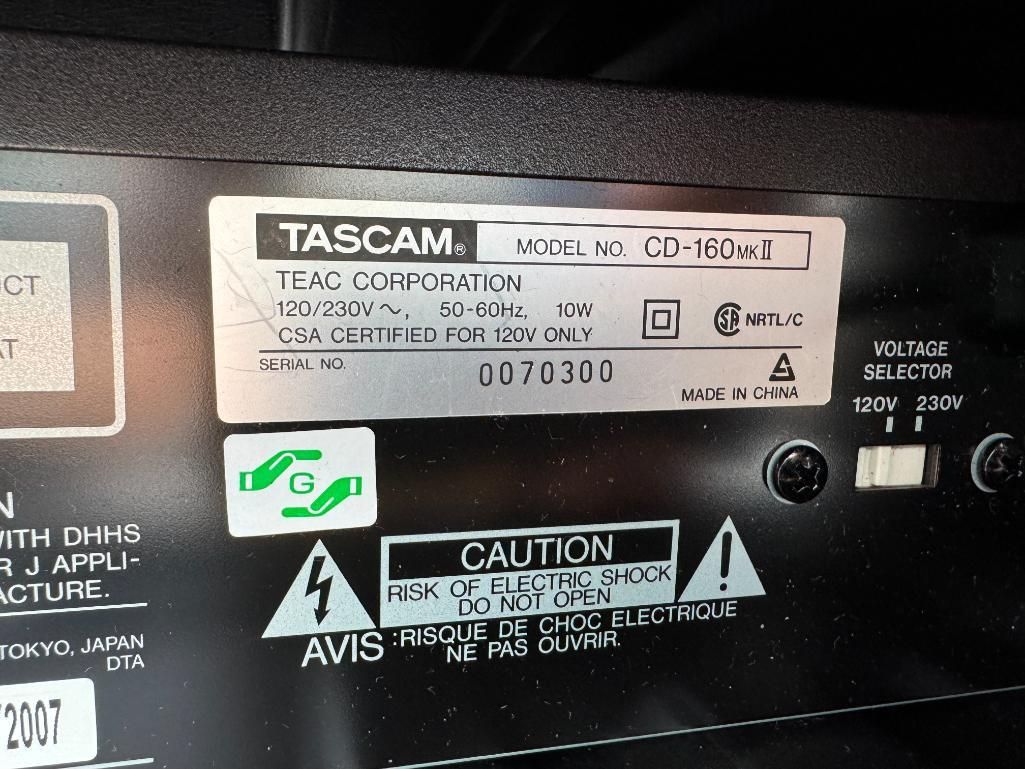 TASCAM® MODEL NO. CD-160MKII
TEAC CORPORATION
120/230V ~, 50-60Hz, 10W
CSA CERTIFIED FOR 120V ONLY
NRTL/C
SERIAL NO. 0070300
MADE IN CHINA
VOLTAGE
SELECTOR
120V 230V
G
CAUTION
RISK OF ELECTRIC SHOCK
DO NOT OPEN
AVIS :RISQUE DE CHOC ELECTRIQUE
NE PAS OUVRIR.
UCT
AT
N
WITH DHHS
R J APPLI-
ACTURE.
TOKYO, JAPAN
DTA
/2007